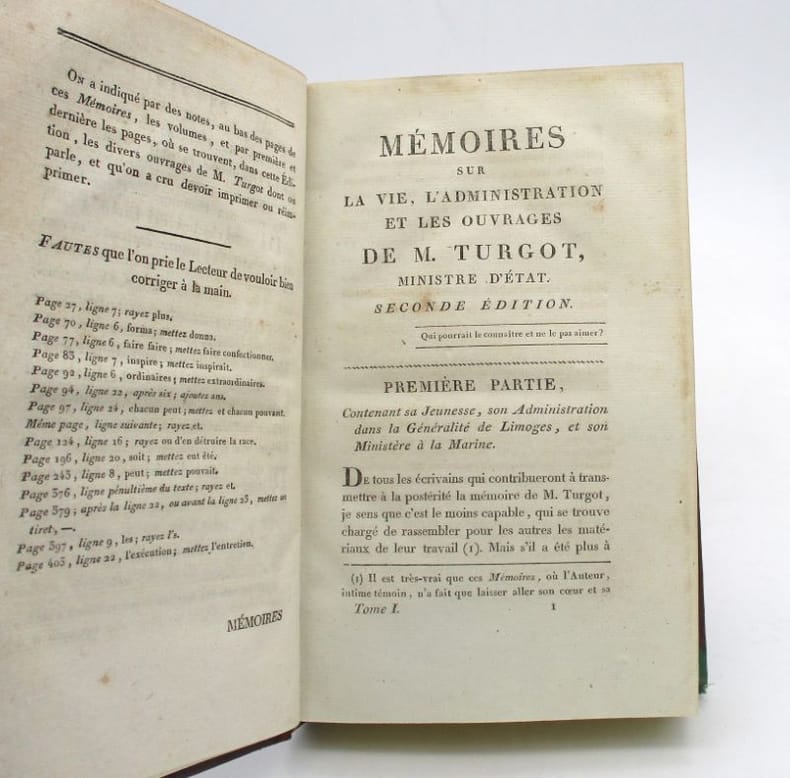 On a indiqué par des notes, au bas des pages de
ces Mémoires, les volumes, et par première et
dernière les pages, où se trouvent, dans cette Édi-
tion, les divers ouvrages de M. Turgot dont on
parle, et qu'on a cru devoir imprimer ou réim-
primer.
FAUTES que l'on prie le Lecteur de vouloir bien
corriger à la main.
Page 27, ligne 7; rayez plus.
Page 70, ligne 6, forma; mettez donna.
Page 77, ligne 6, faire faire; mettez faire confectionner.
Page 83, ligne 7, inspire; mettez inspirait.
Page 92, ligne 6, ordinaires; mettez extraordinaires.
Page 94, ligne 22, après six; ajoutez ans.
Page 97, ligne 24, chacun peut; mettez et chacun pouvant.
Même page, ligne suivante; rayez et.
Page 124, ligne 16; rayez ou d'en détruire la race.
Page 196, ligne 20, soit; mettez eut été.
Page 243, ligne 8, peut; mettez pouvait.
Page 376, ligne pénultième du texte; rayez et.
Page 379; après la ligne 22, ou avant la ligne 23, mettez un
tiret, —.
Page 397, ligne 9, les; rayez l's.
Page 403, ligne 22, l'exécution; mettez l'entretien.
MÉMOIRES
MÉMOIRES
SUR
LA VIE, L'ADMINISTRATION
ET LES OUVRAGES
DE M. TURGOT,
MINISTRE D'ÉTAT.
SECONDE ÉDITION.
Qui pourrait le connaître et ne le pas aimer?
PREMIÈRE PARTIE,
Contenant sa Jeunesse, son Administration
dans la Généralité de Limoges, et son
Ministère à la Marine.
De tous les écrivains qui contribueront à trans-
mettre à la postérité la mémoire de M. Turgot,
je sens que c'est le moins capable, qui se trouve
chargé de rassembler pour les autres les maté-
riaux de leur travail (1). Mais s'il a été plus à
(1) Il est très-vrai que ces Mémoires, où l'Auteur,
intime témoin, n'a fait que laisser aller son cœur et sa
Tome I. 1